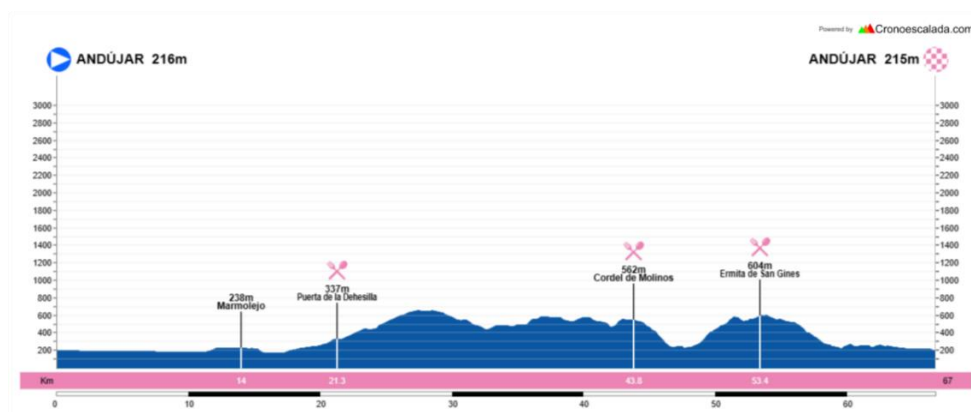 Powered by Cronoescalada.com
ANDÚJAR 216m
ANDÚJAR 215m
3000 3000
2800 2800
2600 2600
2400 2400
2200 2200
2000 2000
1800 1800
1600 1600
1400 1400
1200 1200
1000 1000
800 800
600 600
400 400
200 200
238m
Marmolejo
337m
Puerta de la Dehesilla
562m
Cordel de Molinos
604m
Ermita de San Gines
Km 14 21.3 43.8 53.4 67
0 10 20 30 40 50 60